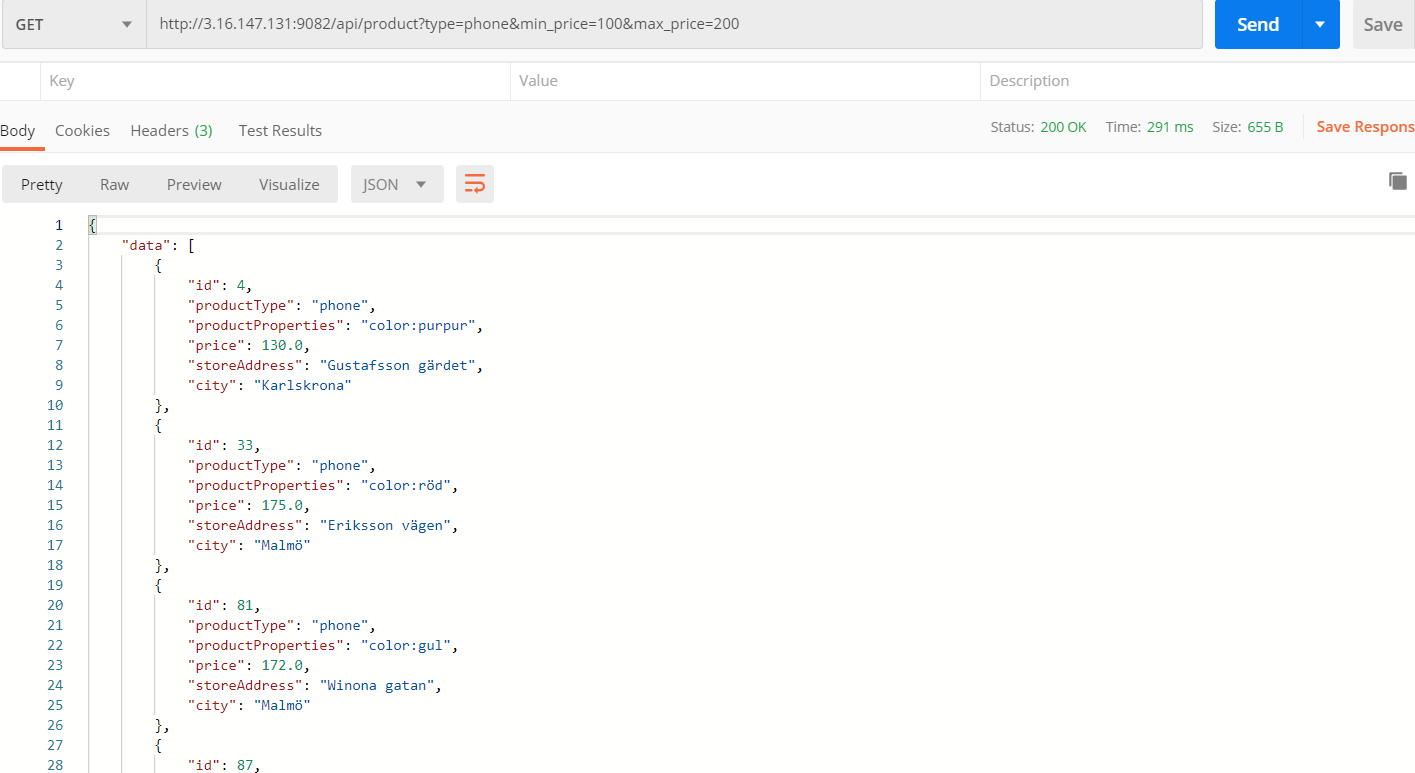 GET http://3.16.147.131:9082/api/product?type=phone&min_price=100&max_price=200 Send Save
Key Value Description
Body Cookies Headers (3) Test Results Status: 200 OK Time: 291 ms Size: 655 B Save Respons
Pretty Raw Preview Visualize JSON
1 {
2 "data": [
3 {
4 "id": 4,
5 "productType": "phone",
6 "productProperties": "color:purpur",
7 "price": 130.0,
8 "storeAddress": "Gustafsson gärdet",
9 "city": "Karlskrona"
10 },
11 {
12 "id": 33,
13 "productType": "phone",
14 "productProperties": "color:röd",
15 "price": 175.0,
16 "storeAddress": "Eriksson vägen",
17 "city": "Malmö"
18 },
19 {
20 "id": 81,
21 "productType": "phone",
22 "productProperties": "color:gul",
23 "price": 172.0,
24 "storeAddress": "Winona gatan",
25 "city": "Malmö"
26 },
27 {
28 "id": 87,